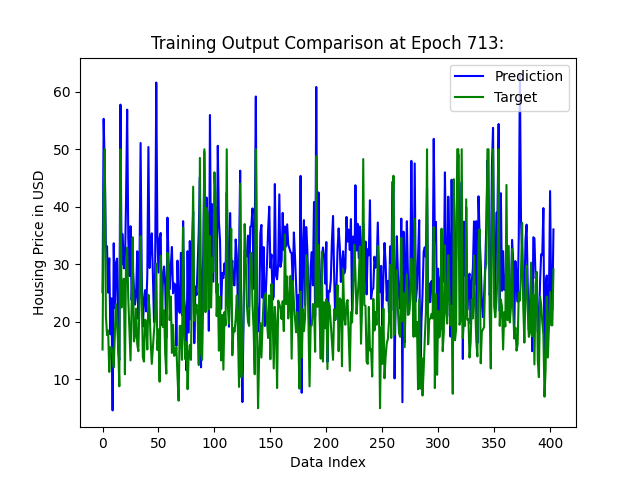 Training Output Comparison at Epoch 713:
Prediction
Target
Housing Price in USD
60
50
40
30
20
10
0 50 100 150 200 250 300 350 400
Data Index